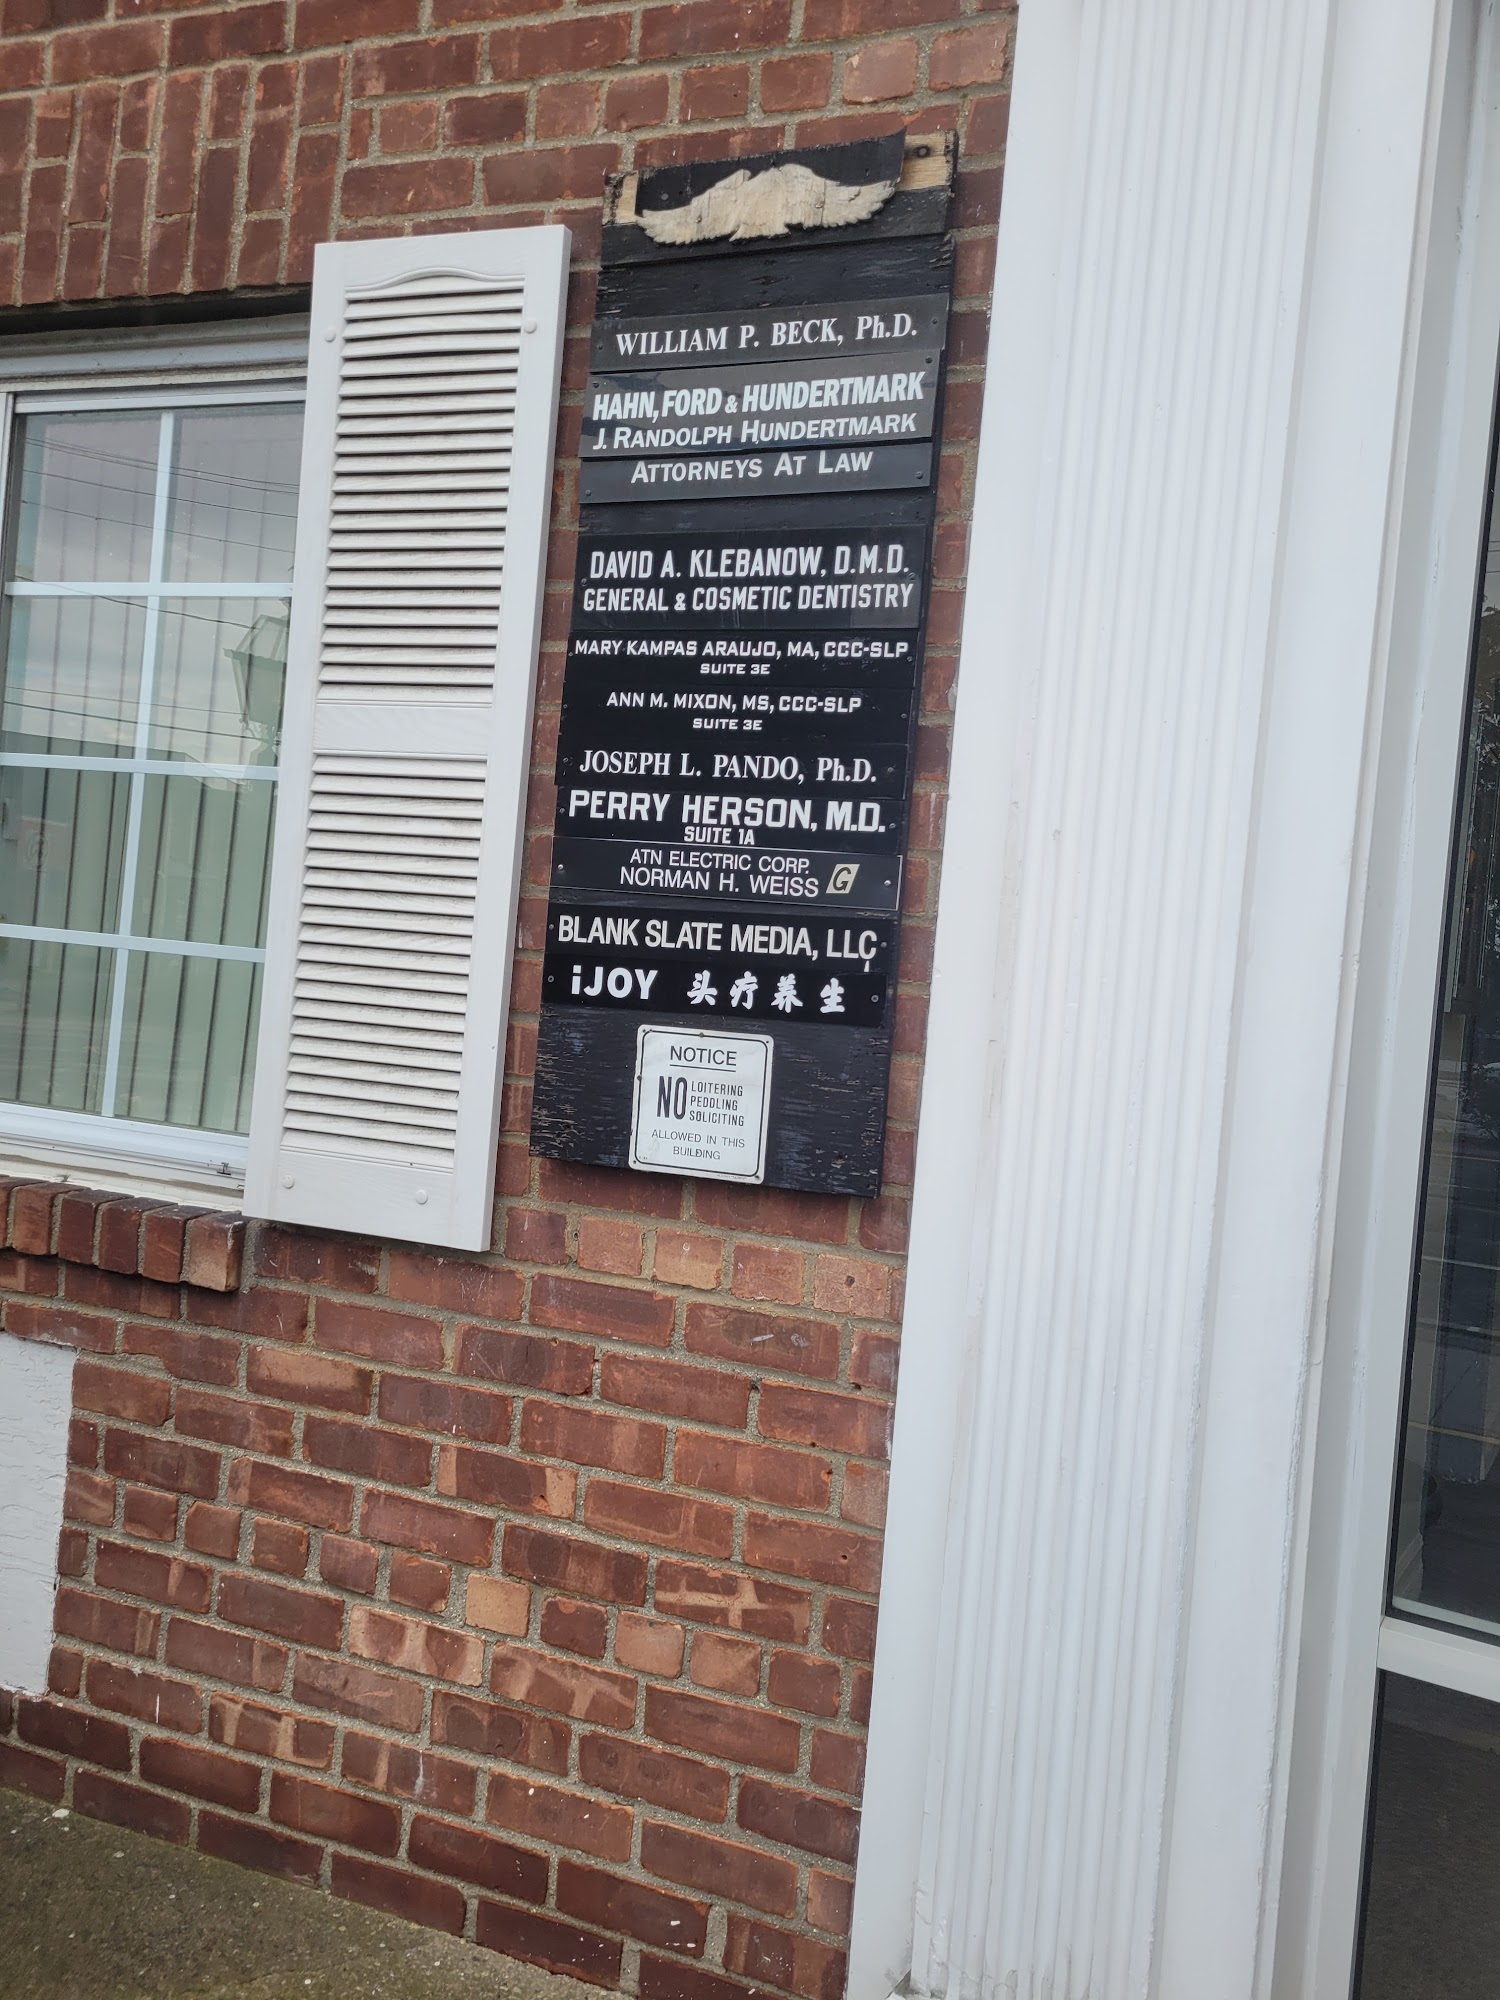 WILLIAM P. BECK, Ph.D.
HAHN, FORD & HUNDERTMARK
J. RANDOLPH HUNDERTMARK
ATTORNEYS AT LAW
DAVID A. KLEBANOW, D.M.D.
GENERAL & COSMETIC DENTISTRY
MARY KAMPAS ARAUJO, MA, CCC-SLP
SUITE 3E
ANN M. MIXON, MS, CCC-SLP
SUITE 3E
JOSEPH L. PANDO, Ph.D.
PERRY HERSON, M.D.
SUITE 1A
ATN ELECTRIC CORP.
NORMAN H. WEISS G
BLANK SLATE MEDIA, LLC
iJOY 头疗养生
NOTICE
NO LOITERING
PEDDLING
SOLICITING
ALLOWED IN THIS
BUILDING